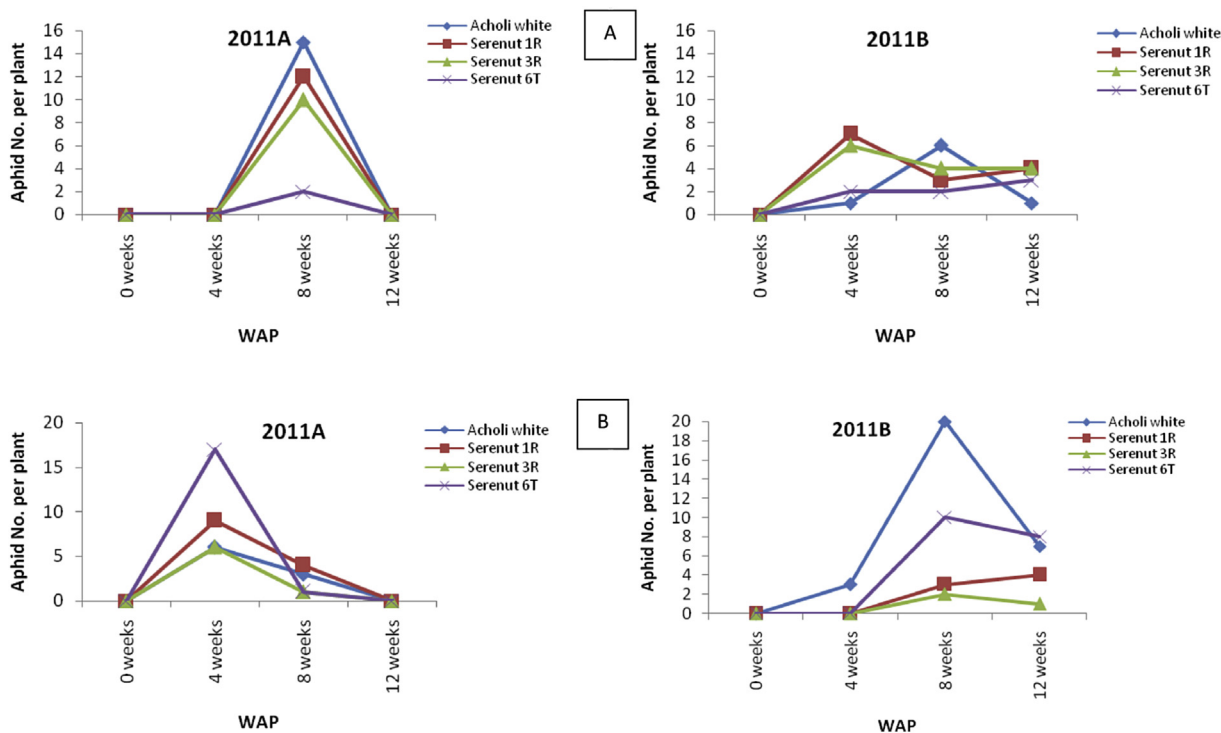 2011A
Aphid No. per plant
16
14
12
10
8
6
4
2
0
0 weeks
4 weeks
8 weeks
12 weeks
WAP
Acholi white
Serenut 1R
Serenut 3R
Serenut 6T
A
2011B
Aphid No. per plant
16
14
12
10
8
6
4
2
0
0 weeks
4 weeks
8 weeks
12 weeks
WAP
Acholi white
Serenut 1R
Serenut 3R
Serenut 6T
2011A
Aphid No. per plant
20
15
10
5
0
0 weeks
4 weeks
8 weeks
12 weeks
WAP
Acholi white
Serenut 1R
Serenut 3R
Serenut 6T
B
2011B
Aphid No. per plant
20
18
16
14
12
10
8
6
4
2
0
0 weeks
4 weeks
8 weeks
12 weeks
WAP
Acholi white
Serenut 1R
Serenut 3R
Serenut 6T